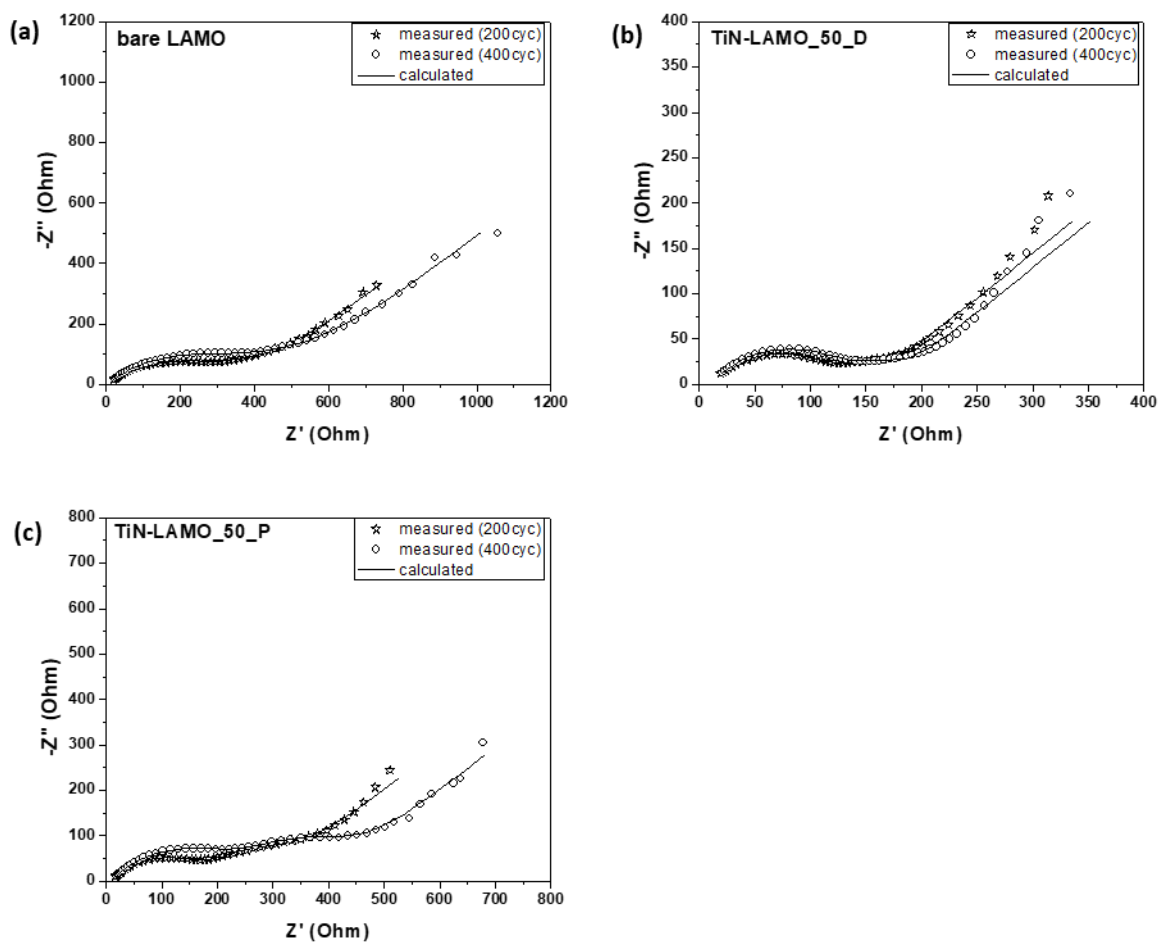 (a)
bare LAMO
measured (200cyc)
measured (400cyc)
calculated
1200
1000
800
600
400
200
0
-Z'' (Ohm)
0 200 400 600 800 1000 1200
Z' (Ohm)
(b)
TiN-LAMO_50_D
measured (200cyc)
measured (400cyc)
calculated
400
350
300
250
200
150
100
50
0
-Z'' (Ohm)
0 50 100 150 200 250 300 350 400
Z' (Ohm)
(c)
TiN-LAMO_50_P
measured (200cyc)
measured (400cyc)
calculated
800
700
600
500
400
300
200
100
0
-Z'' (Ohm)
0 100 200 300 400 500 600 700 800
Z' (Ohm)